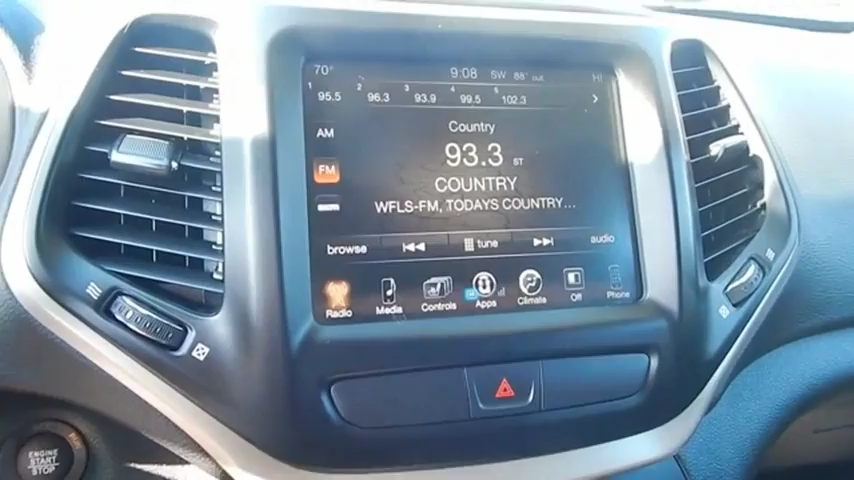 70° 9:08 SW 88° out HI
1 95.5 2 96.3 3 93.9 4 99.5 5 102.3
AM
FM
Country
93.3 ST
COUNTRY
WFLS-FM, TODAYS COUNTRY...
browse tune audio
Radio Media Controls Apps Climate Off Phone
RUN
ENGINE
START
STOP